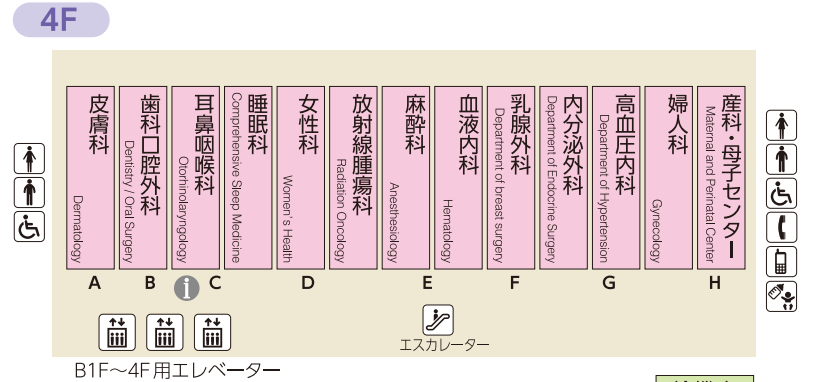 4F
皮膚科
Dermatology
歯科口腔外科
Dentistry / Oral Surgery
耳鼻咽喉科
Otorhinolaryngology
睡眠科
Comprehensive Sleep Medicine
女性科
Women's Health
放射線腫瘍科
Radiation Oncology
麻酔科
Anesthesiology
血液内科
Hematology
乳腺外科
Department of breast surgery
内分泌外科
Department of Endocrine Surgery
高血圧内科
Department of Hypertension
婦人科
Gynecology
産科・母子センター
Maternal and Perinatal Center
A B C D E F G H
エスカレーター
B1F～4F用エレベーター